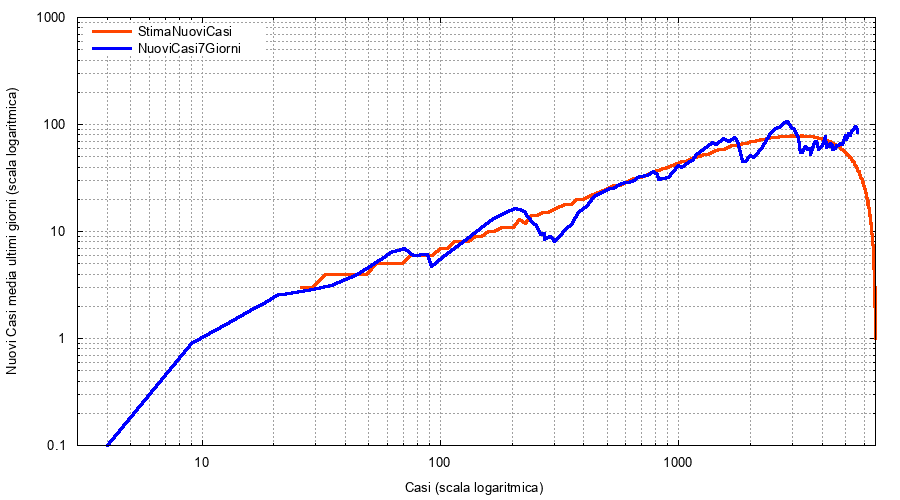 1000
100
10
1
0.1
Nuovi Casi media ultimi giorni (scala logaritmica)
StimaNuoviCasi
NuoviCasi7Giorni
10
100
1000
Casi (scala logaritmica)